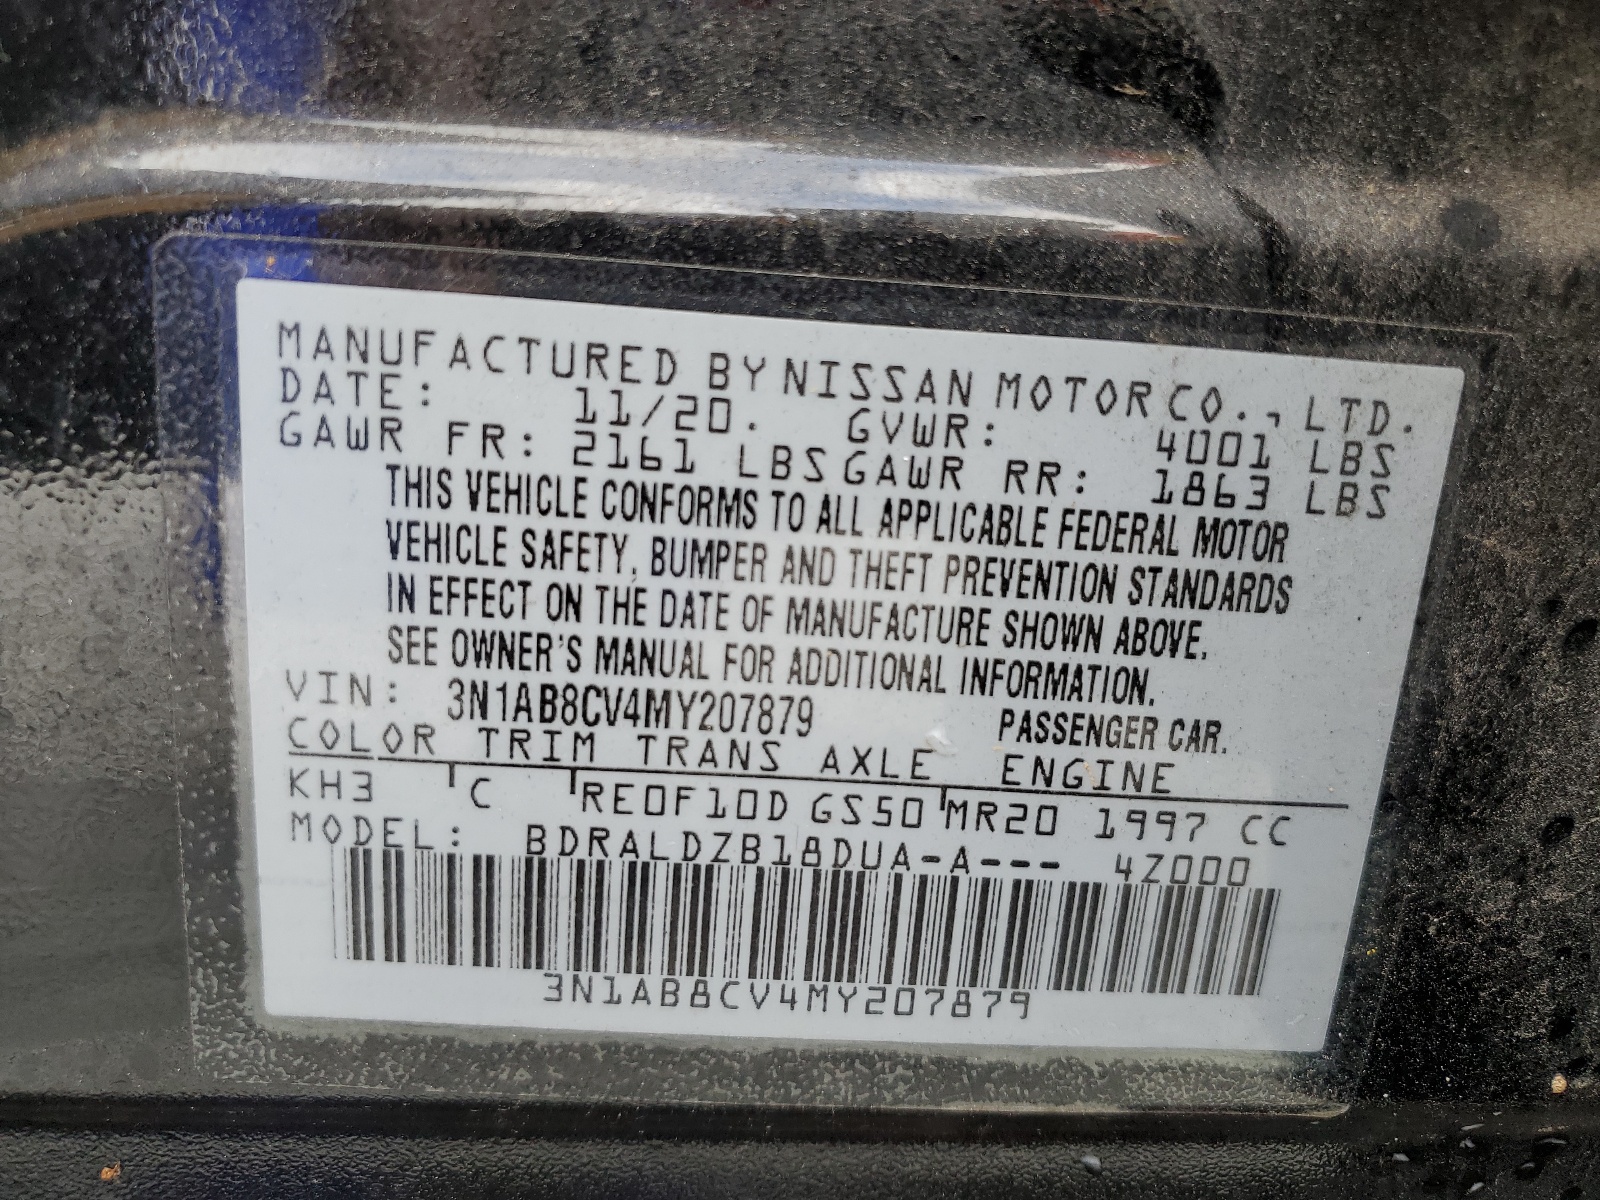 MANUFACTURED BY NISSAN MOTOR CO., LTD.
DATE: 11/20. GVWR: 4001 LBS
GAWR FR: 2161 LBS GAWR RR: 1863 LBS
THIS VEHICLE CONFORMS TO ALL APPLICABLE FEDERAL MOTOR
VEHICLE SAFETY, BUMPER AND THEFT PREVENTION STANDARDS
IN EFFECT ON THE DATE OF MANUFACTURE SHOWN ABOVE.
SEE OWNER'S MANUAL FOR ADDITIONAL INFORMATION.
VIN: 3N1AB8CV4MY207879 PASSENGER CAR.
COLOR TRIM TRANS AXLE ENGINE
KH3 C RE0F10D GS50 MR20 1997 CC
MODEL: BDRALDZB18DUA-A--- 4Z000
3N1AB8CV4MY207879